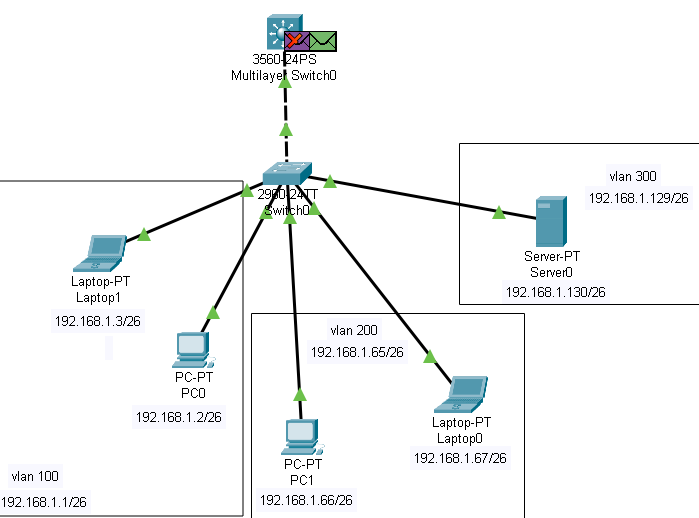 3560-24PS
Multilayer Switch0
2960-24TT
Switch0
vlan 300
192.168.1.129/26
Server-PT
Server0
192.168.1.130/26
Laptop-PT
Laptop1
192.168.1.3/26
PC-PT
PC0
192.168.1.2/26
vlan 100
192.168.1.1/26
vlan 200
192.168.1.65/26
Laptop-PT
Laptop0
192.168.1.67/26
PC-PT
PC1
192.168.1.66/26